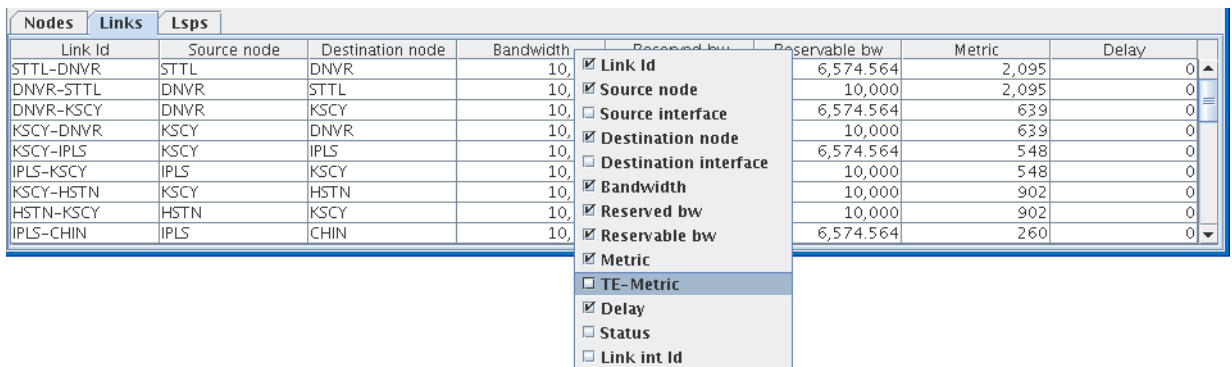 Nodes Links Lsps
Link Id Source node Destination node Bandwidth Reserved bw Reservable bw Metric Delay
STTL-DNVR STTL DNVR 10, 6,574.564 2,095 0
DNVR-STTL DNVR STTL 10, 10,000 2,095 0
DNVR-KSCY DNVR KSCY 10, 6,574.564 639 0
KSCY-DNVR KSCY DNVR 10, 10,000 639 0
KSCY-IPLS KSCY IPLS 10, 6,574.564 548 0
IPLS-KSCY IPLS KSCY 10, 10,000 548 0
KSCY-HSTN KSCY HSTN 10, 10,000 902 0
HSTN-KSCY HSTN KSCY 10, 10,000 902 0
IPLS-CHIN IPLS CHIN 10, 6,574.564 260 0
Link Id
Source node
Source interface
Destination node
Destination interface
Bandwidth
Reserved bw
Reservable bw
Metric
TE-Metric
Delay
Status
Link int Id